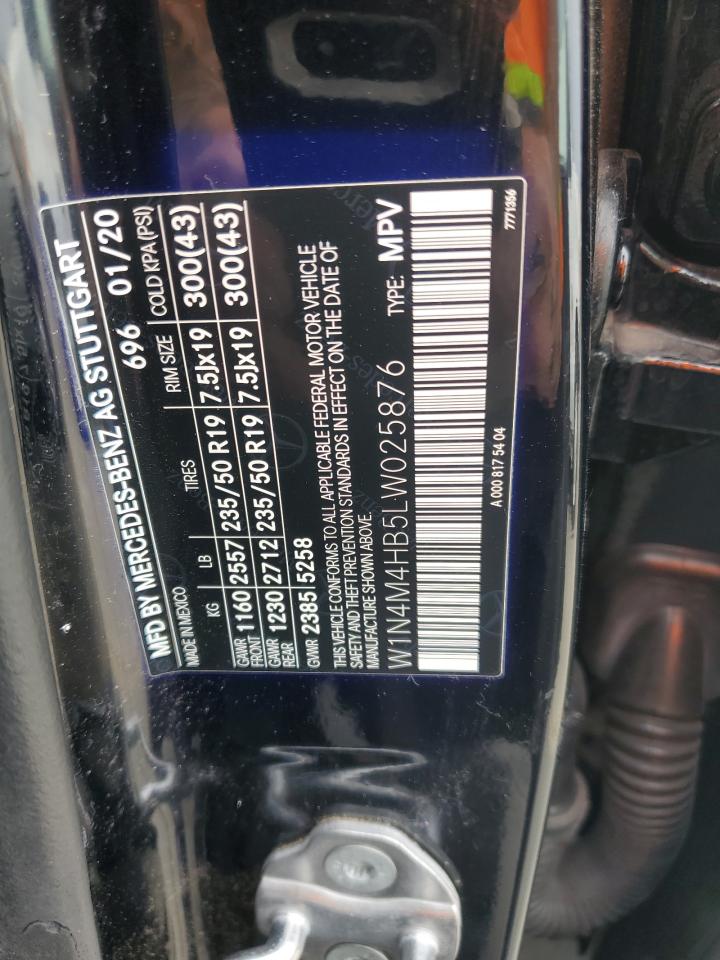 MFD BY MERCEDES-BENZ AG STUTTGART
MADE IN MEXICO 696 01/20
KG LB TIRES RIM SIZE COLD KPA (PSI)
GAWR FRONT 1160 2557 235/50 R19 7.5Jx19 300(43)
GAWR REAR 1230 2712 235/50 R19 7.5Jx19 300(43)
GVWR 2385 5258
THIS VEHICLE CONFORMS TO ALL APPLICABLE FEDERAL MOTOR VEHICLE
SAFETY AND THEFT PREVENTION STANDARDS IN EFFECT ON THE DATE OF
MANUFACTURE SHOWN ABOVE.
W1N4M4HB5LW025876 TYPE: MPV
A 000 817 54 04 7771356